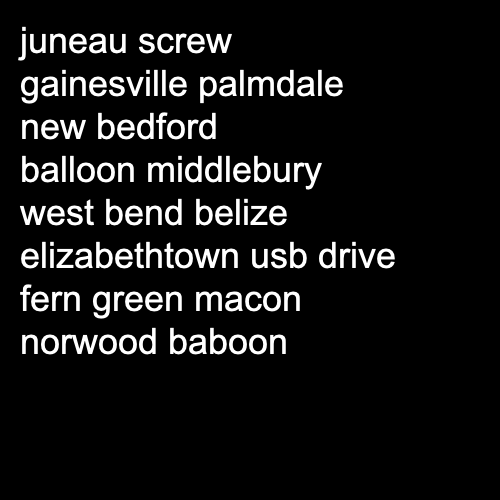 juneau screw
gainesville palmdale
new bedford
balloon middlebury
west bend belize
elizabethtown usb drive
fern green macon
norwood baboon